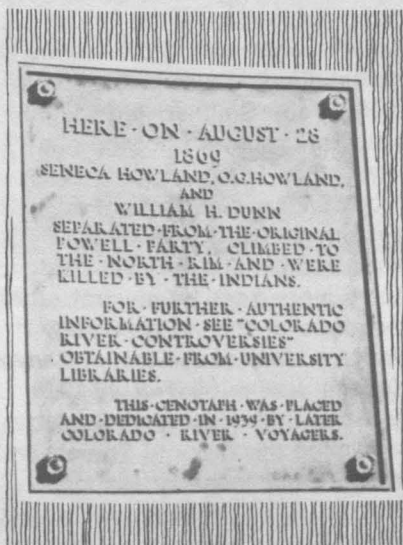 HERE · ON · AUGUST · 28
1869
SENECA HOWLAND, O.G. HOWLAND,
AND
WILLIAM H. DUNN
SEPARATED · FROM · THE · ORIGINAL
POWELL · PARTY, CLIMBED · TO
THE · NORTH · RIM · AND · WERE
KILLED · BY · THE · INDIANS.
FOR · FURTHER · AUTHENTIC
INFORMATION · SEE "COLORADO
RIVER · CONTROVERSIES"
OBTAINABLE · FROM · UNIVERSITY
LIBRARIES.
THIS · CENOTAPH · WAS · PLACED
AND · DEDICATED · IN · 1939 · BY · LATER
COLORADO · RIVER · VOYAGERS.